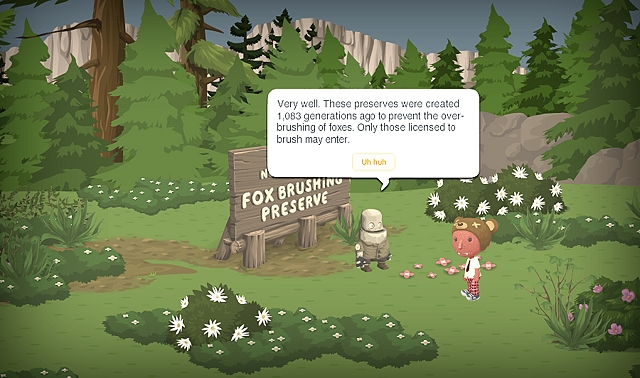 Very well. These preserves were created
1,083 generations ago to prevent the over-
brushing of foxes. Only those licensed to
brush may enter.
Uh huh
FOX BRUSHING
PRESERVE